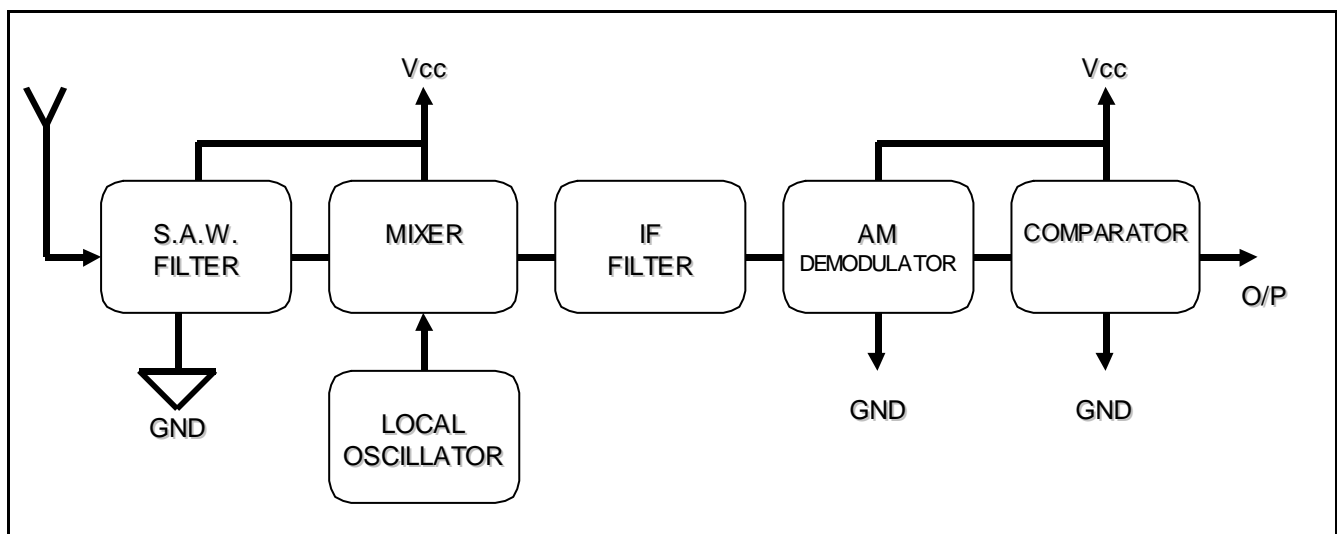 Vcc
Vcc
S.A.W.
FILTER
MIXER
IF
FILTER
AM
DEMODULATOR
COMPARATOR
O/P
GND
LOCAL
OSCILLATOR
GND
GND